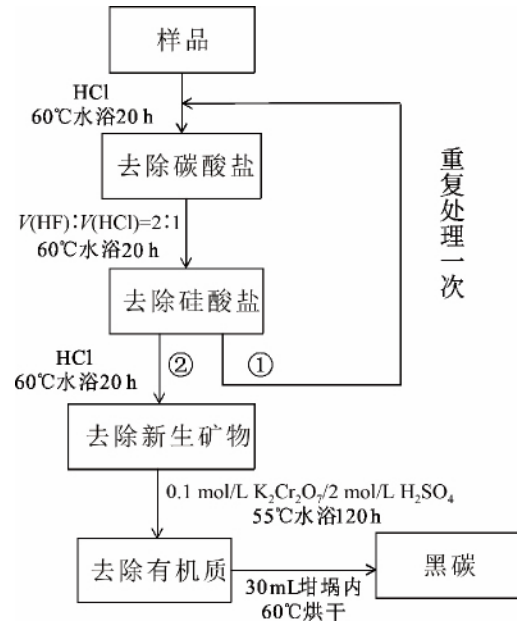 样品
HCl
60℃水浴20 h
去除碳酸盐
V(HF)∶V(HCl)=2∶1
60℃水浴20 h
去除硅酸盐
重复处理一次
HCl
60℃水浴20 h
②
①
去除新生矿物
0.1 mol/L K₂Cr₂O₇/2 mol/L H₂SO₄
55℃水浴120 h
去除有机质
30mL坩埚内
60℃烘干
黑碳